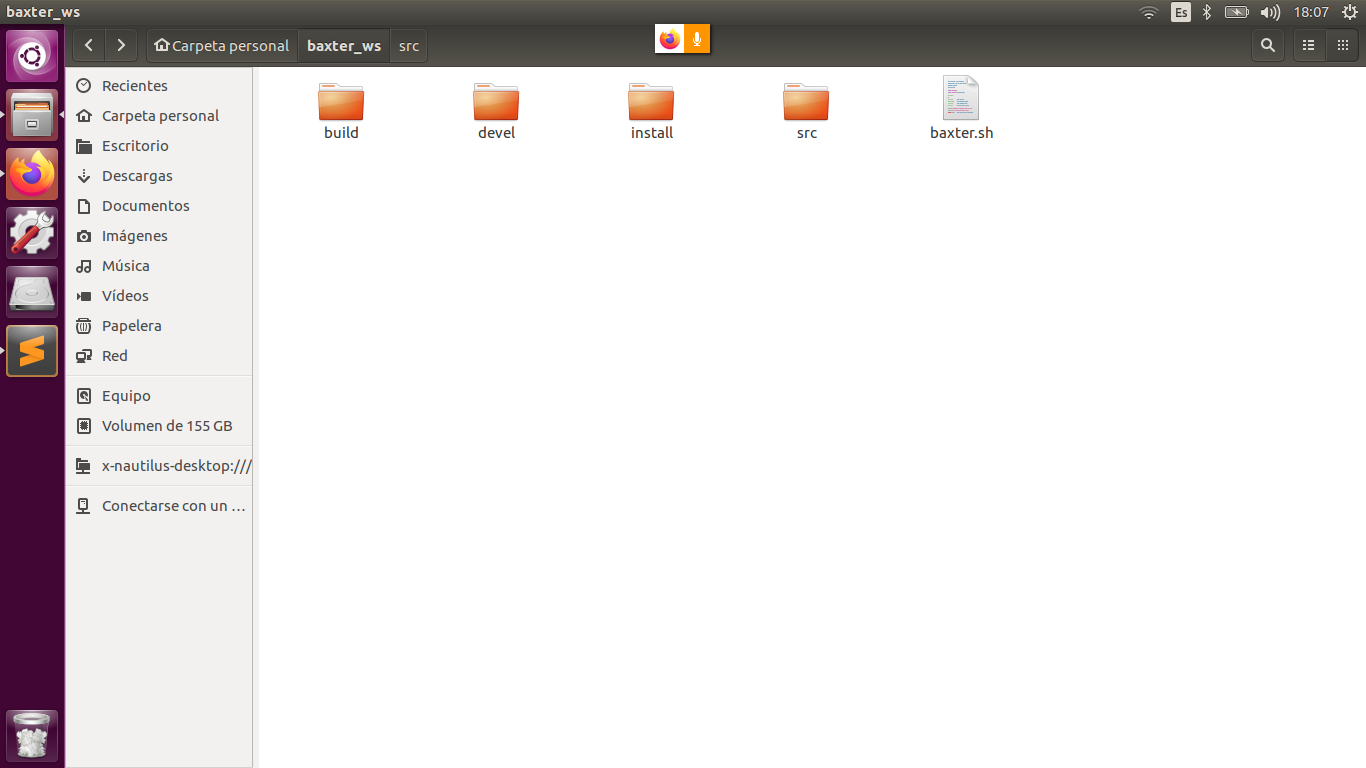 baxter_ws
Es
18:07
Carpeta personal
baxter_ws
src
Recientes
Carpeta personal
Escritorio
Descargas
Documentos
Imágenes
Música
Vídeos
Papelera
Red
Equipo
Volumen de 155 GB
x-nautilus-desktop:///
Conectarse con un …
build
devel
install
src
baxter.sh